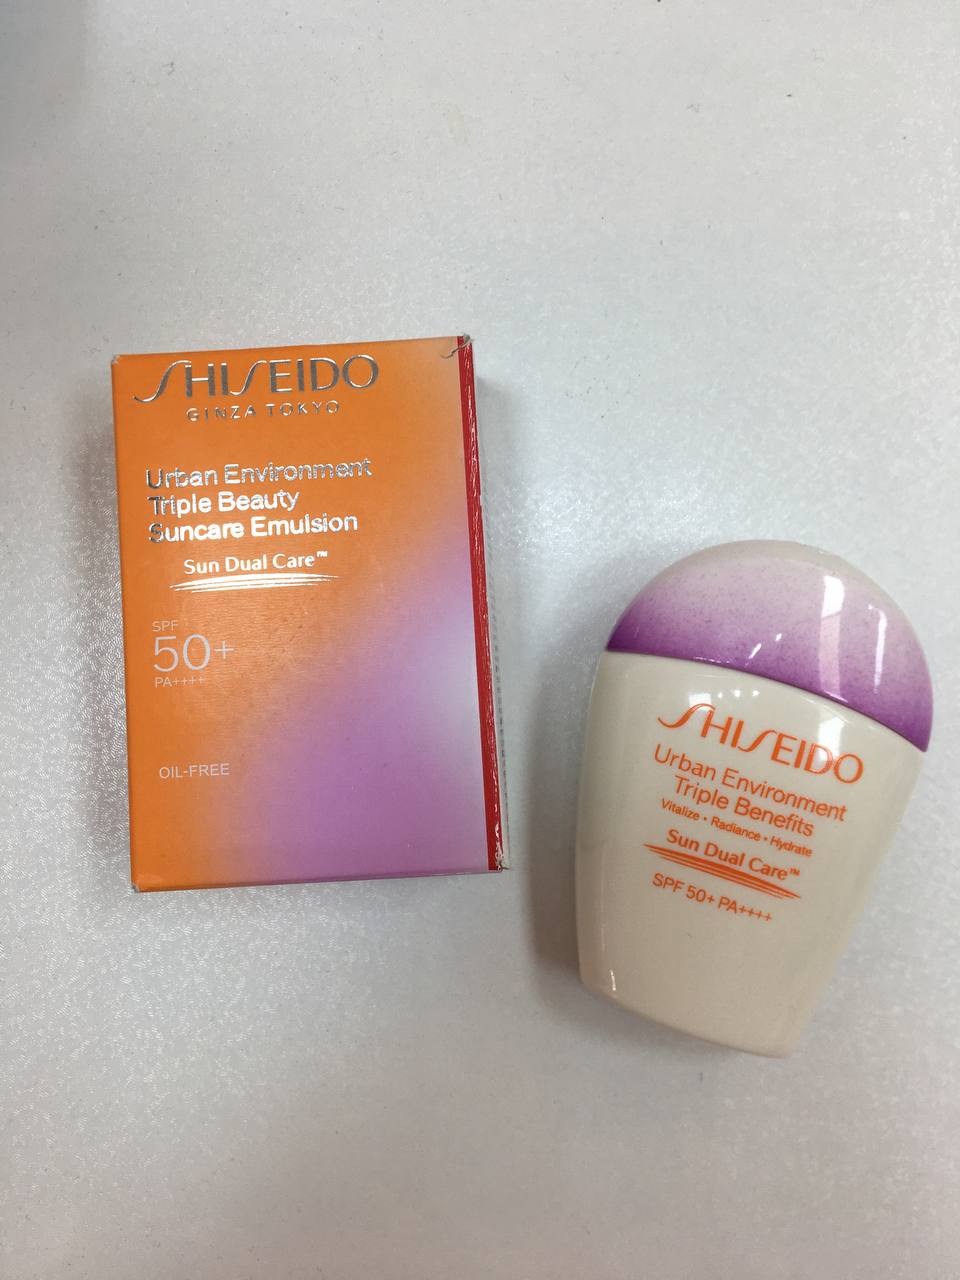 SHISEIDO
GINZA TOKYO
Urban Environment
Triple Beauty
Suncare Emulsion
Sun Dual Care™
SPF
50+
PA++++
OIL-FREE
SHISEIDO
Urban Environment
Triple Benefits
Vitalize • Radiance • Hydrate
Sun Dual Care™
SPF 50+ PA++++